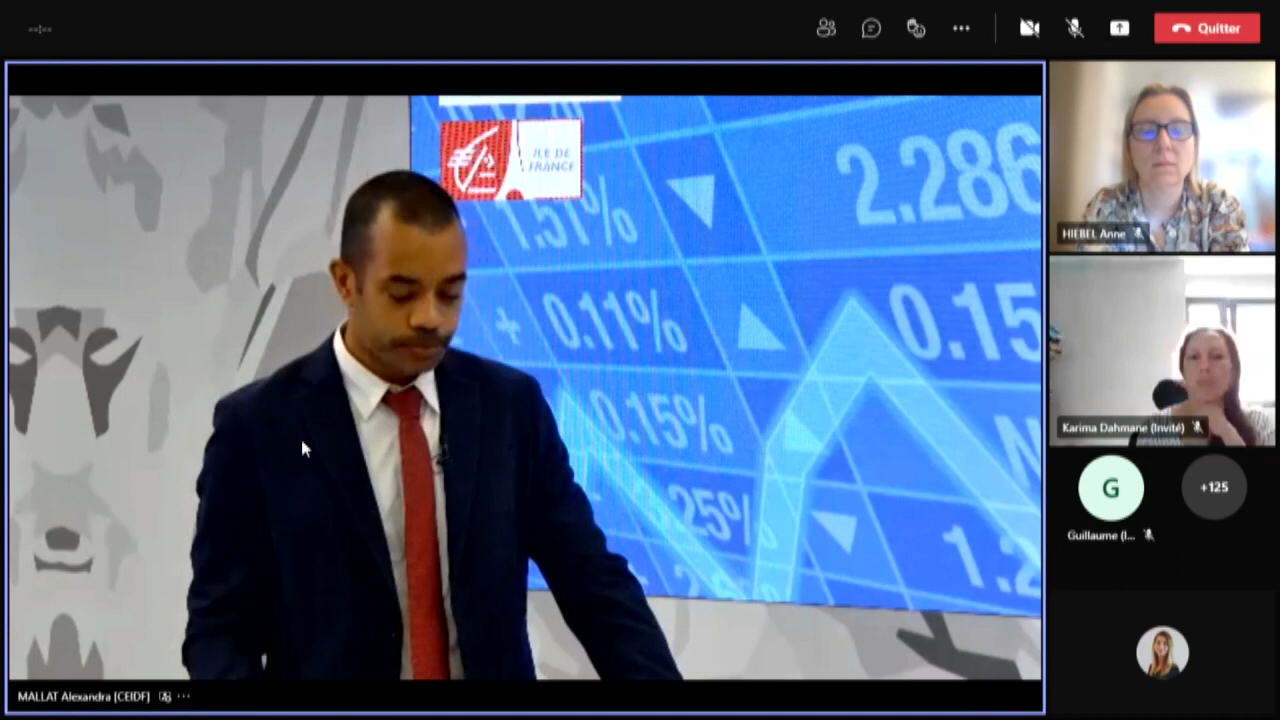 Quitter
ILE DE
FRANCE
1.51%
2.286
+ 0.11%
0.15
0.15%
25%
1.2
HIEBEL Anne
Karima Dahmane (Invité)
G
+125
Guillaume (I...
MALLAT Alexandra [CEIDF]